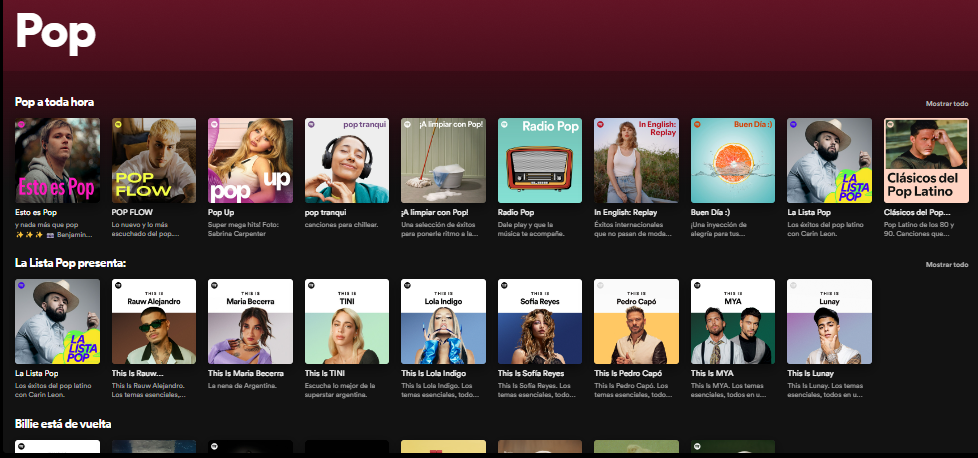 Pop
Pop a toda hora
Mostrar todo
Esto es Pop
POP FLOW
pop up
pop tranqui
¡A limpiar con Pop!
Radio Pop
In English: Replay
Buen Día :)
LA LISTA POP
Clásicos del Pop Latino
Esto es Pop
y nada más que pop
✨✨✨ 📼 Benjamin...
POP FLOW
Lo nuevo y lo más
escuchado del pop....
Pop Up
Super mega hits! Foto:
Sabrina Carpenter
pop tranqui
canciones para chillear.
¡A limpiar con Pop!
Una selección de éxitos
pera ponerle ritmo a la...
Radio Pop
Dale play y que la
música te acompañe.
In English: Replay
Éxitos internacionales
que no pasan de moda...
Buen Día :)
¡Una inyección de
alegría para tus...
La Lista Pop
Los éxitos del pop latino
con Carin Leon.
Clásicos del Pop...
Pop Latino de los 80 y
90. Canciones que...
La Lista Pop presenta:
Mostrar todo
LA LISTA POP
THIS IS
Rauw Alejandro
THIS IS
Maria Becerra
THIS IS
TINI
THIS IS
Lola Indigo
THIS IS
Sofía Reyes
THIS IS
Pedro Capó
THIS IS
MYA
THIS IS
Lunay
La Lista Pop
Los éxitos del pop latino
con Carin Leon.
This Is Rauw...
This Is Rauw Alejandro.
Los temas esenciales,...
This Is Maria Becerra
La nena de Argentina.
This Is TINI
Escucha lo mejor de la
superstar argentina.
This Is Lola Indigo
This Is Lola Indigo. Los
temas esenciales, todo...
This Is Sofía Reyes
This Is Sofía Reyes. Los
temas esenciales, todo...
This Is Pedro Capó
This Is Pedro Capó. Los
temas esenciales, todo...
This Is MYA
This Is MYA. Los temas
esenciales, todos en u...
This Is Lunay
This Is Lunay. Los temas
esenciales, todos en u...
Billie está de vuelta